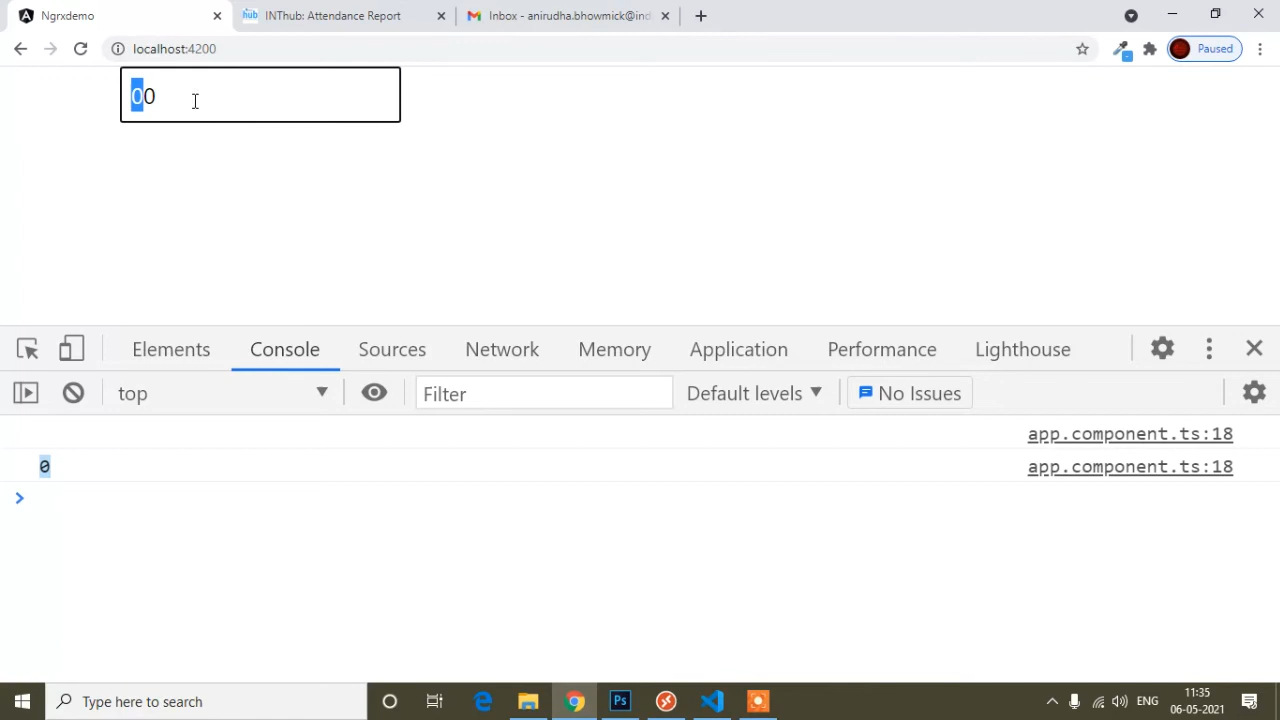 Ngrxdemo
hub INThub: Attendance Report
Inbox - anirudha.bhowmick@ind
localhost:4200
Paused
00
Elements Console Sources Network Memory Application Performance Lighthouse
top Filter Default levels No Issues
app.component.ts:18
0 app.component.ts:18
Type here to search
Ps
ENG
11:35
06-05-2021